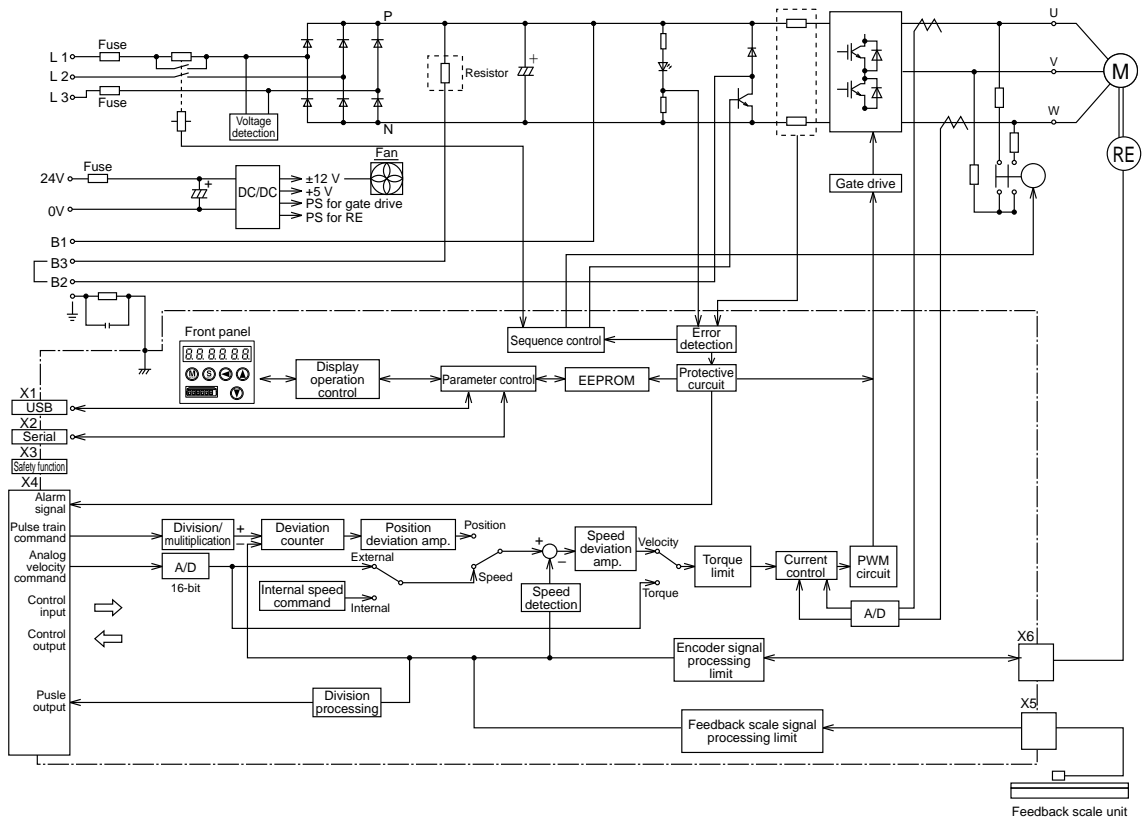 P
U
L 1
Fuse
L 2
Resistor
V
M
L 3
Fuse
Voltage
detection
N
W
RE
Fan
24V
Fuse
DC/DC
±12 V
+5 V
PS for gate drive
PS for RE
0V
Gate drive
B1
B3
B2
Front panel
8.8.8.8.8.8.
M
S
Display
operation
control
Sequence control
Error
detection
Parameter control
EEPROM
Protective
curcuit
X1
USB
X2
Serial
X3
Safety function
X4
Alarm
signal
Pulse train
command
Division/
mulitiplication
+
−
Deviation
counter
Position
deviation amp.
Position
Analog
velocity
command
A/D
16-bit
External
Internal speed
command
Internal
Speed
+
−
Speed
deviation
amp.
Speed
detection
Velocity
Torque
Torque
limit
Current
control
PWM
circuit
A/D
Control
input
Control
output
Encoder signal
processing
limit
X6
Pusle
output
Division
processing
Feedback scale signal
processing limit
X5
Feedback scale unit